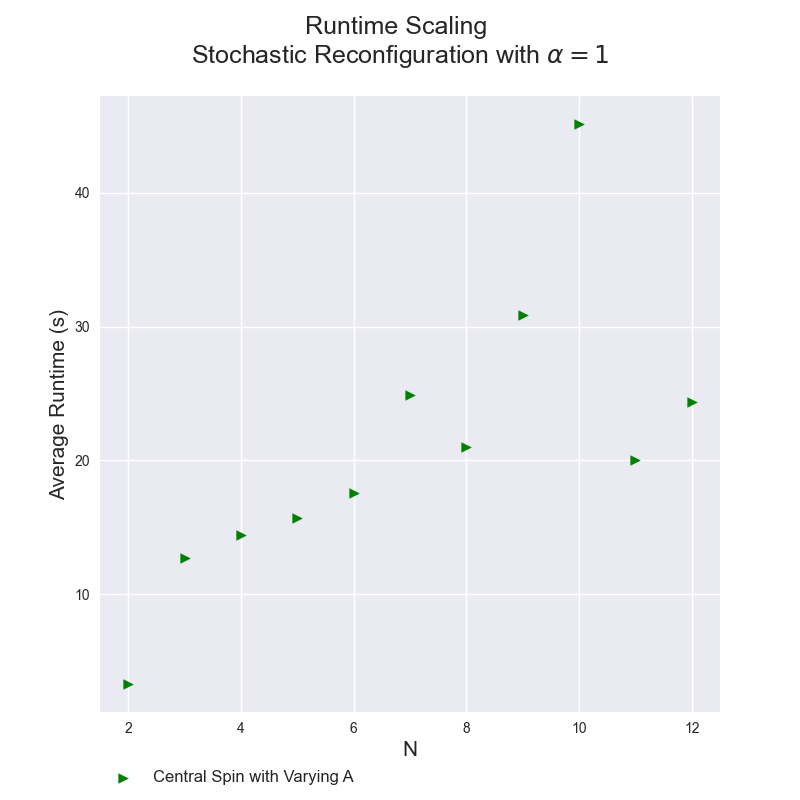 Runtime Scaling
Stochastic Reconfiguration with α = 1
40
30
20
10
Average Runtime (s)
2 4 6 8 10 12
N
Central Spin with Varying A